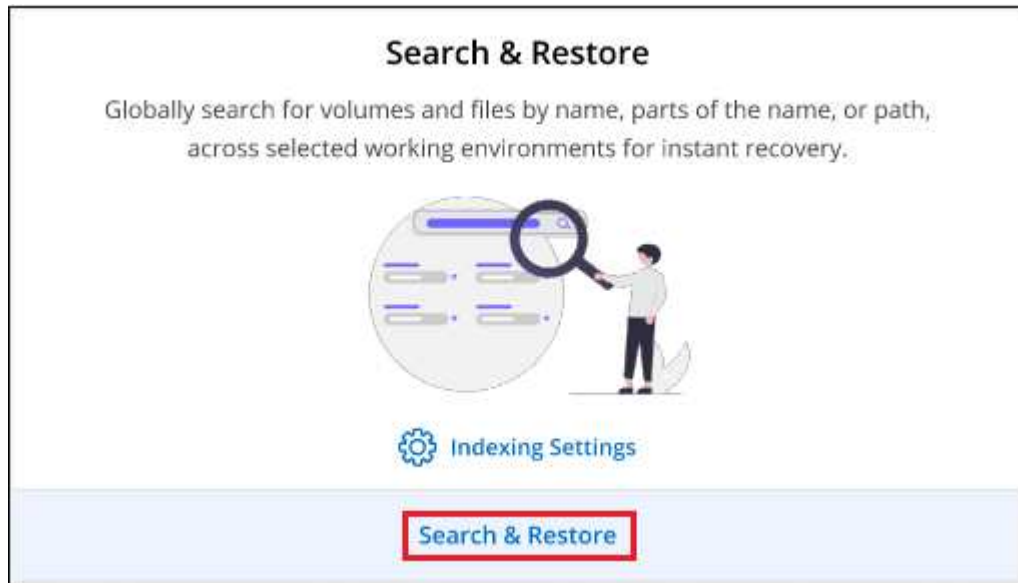 Search & Restore
Globally search for volumes and files by name, parts of the name, or path,
across selected working environments for instant recovery.
Indexing Settings
Search & Restore